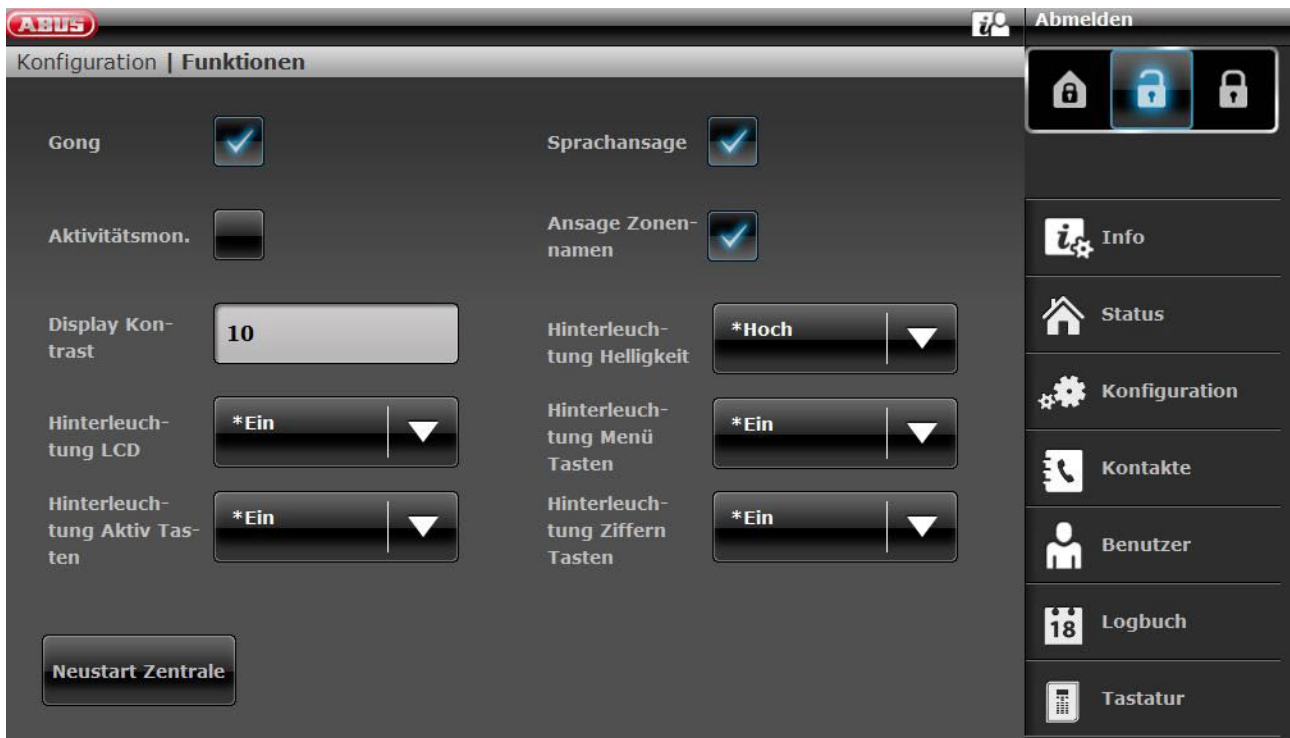 ABUS
Abmelden
Konfiguration | Funktionen
Gong
Sprachansage
Aktivitätsmon.
Ansage Zonen-
namen
Display Kon-
trast
10
Hinterleuch-
tung Helligkeit
*Hoch
Hinterleuch-
tung LCD
*Ein
Hinterleuch-
tung Menü
Tasten
*Ein
Hinterleuch-
tung Aktiv Tas-
ten
*Ein
Hinterleuch-
tung Ziffern
Tasten
*Ein
Neustart Zentrale
Info
Status
Konfiguration
Kontakte
Benutzer
18
Logbuch
Tastatur